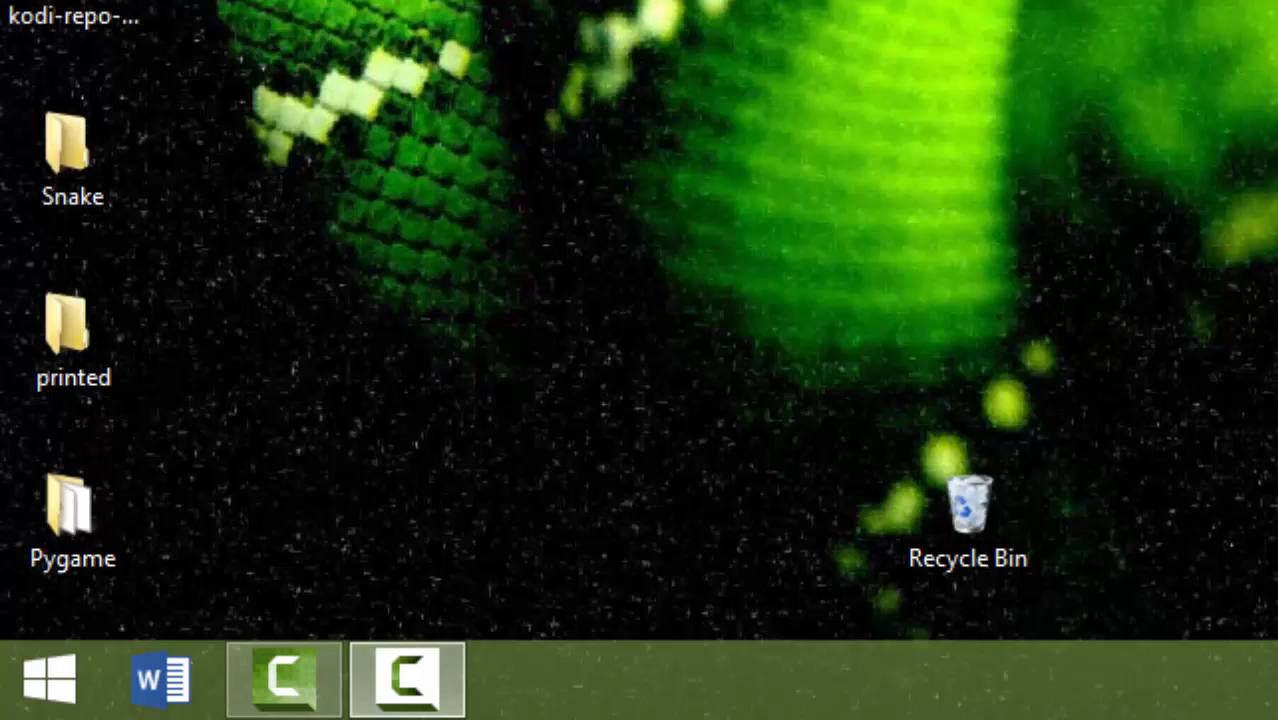 kodi-repo-...
Snake
printed
Pygame
Recycle Bin
W